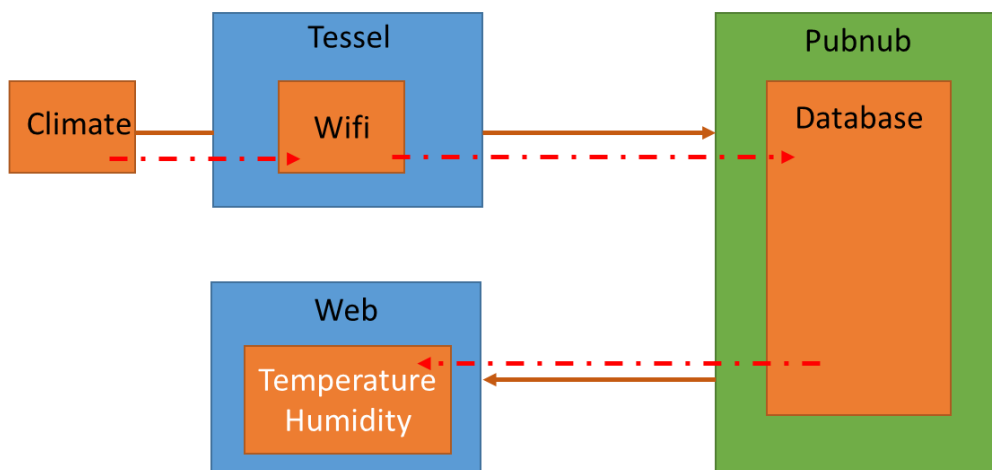 Tessel
Pubnub
Climate
Wifi
Database
Web
Temperature
Humidity